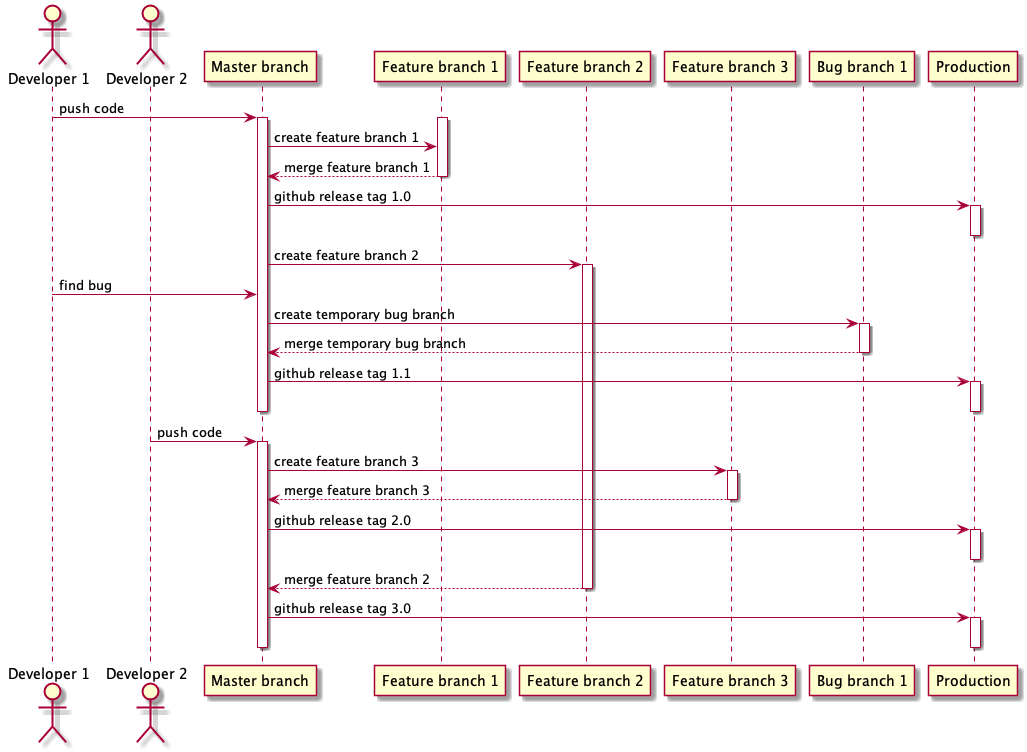 Developer 1
Developer 2
Master branch
Feature branch 1
Feature branch 2
Feature branch 3
Bug branch 1
Production
push code
create feature branch 1
merge feature branch 1
github release tag 1.0
create feature branch 2
find bug
create temporary bug branch
merge temporary bug branch
github release tag 1.1
push code
create feature branch 3
merge feature branch 3
github release tag 2.0
merge feature branch 2
github release tag 3.0
Developer 1
Developer 2
Master branch
Feature branch 1
Feature branch 2
Feature branch 3
Bug branch 1
Production